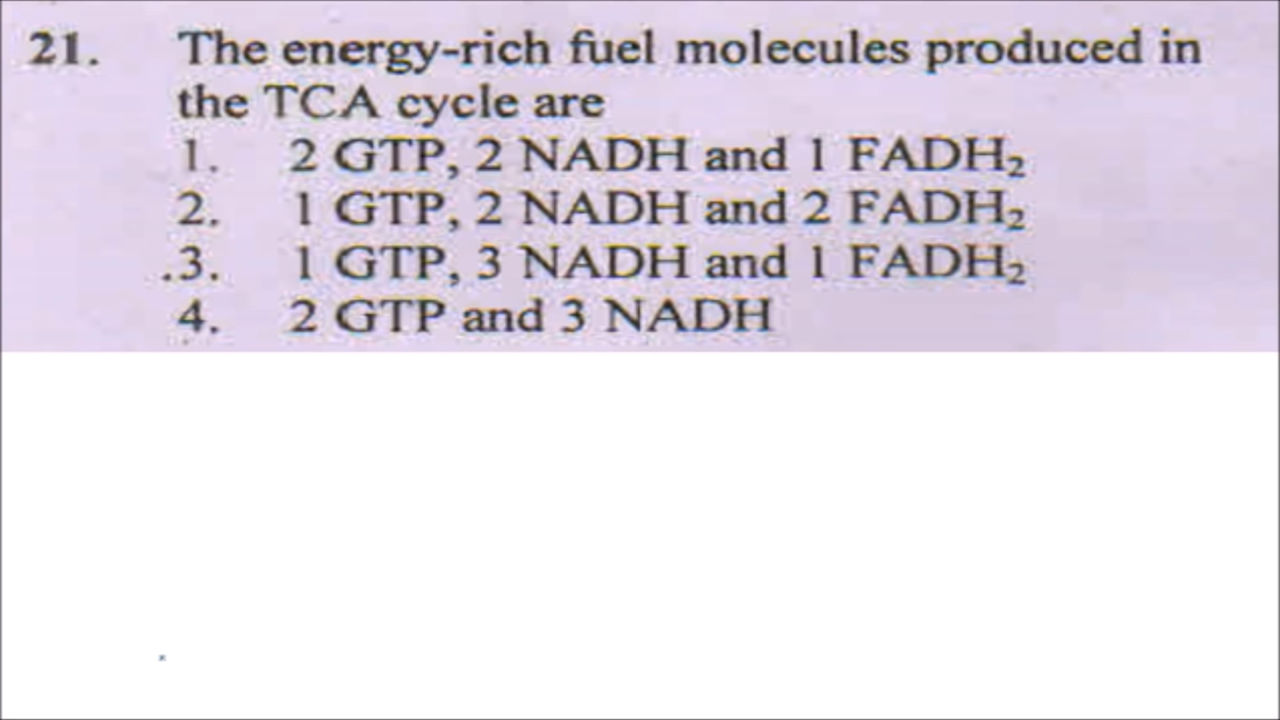 21. The energy-rich fuel molecules produced in
the TCA cycle are
1. 2 GTP, 2 NADH and 1 FADH₂
2. 1 GTP, 2 NADH and 2 FADH₂
.3. 1 GTP, 3 NADH and 1 FADH₂
4. 2 GTP and 3 NADH